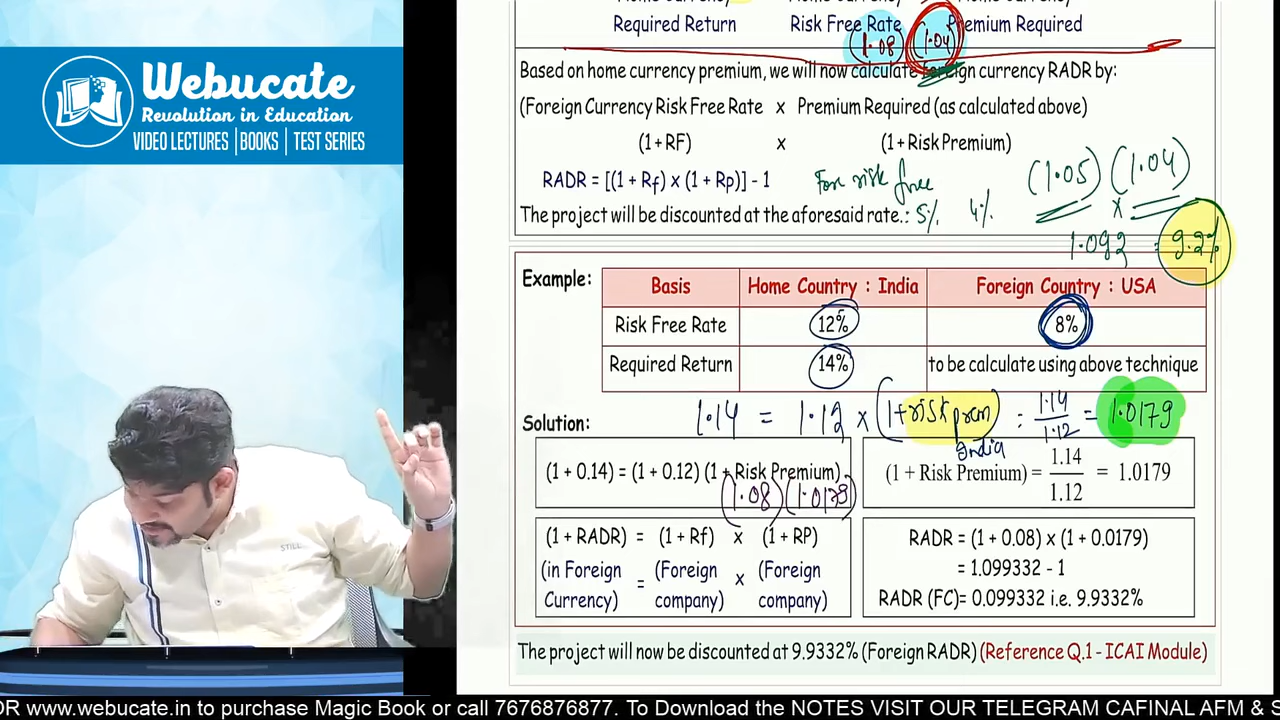 Webucate
Revolution in Education
VIDEO LECTURES | BOOKS | TEST SERIES
Required Return Risk Free Rate Premium Required
(1.08) (1.04)
Based on home currency premium, we will now calculate foreign currency RADR by:
(Foreign Currency Risk Free Rate x Premium Required (as calculated above)
(1 + RF) x (1 + Risk Premium)
RADR = [(1 + Rf) x (1 + Rp)] - 1
For risk free
(1.05) (1.04)
x
The project will be discounted at the aforesaid rate.: 5% 4%
1.092 = 9.2%
Example:
Basis Home Country : India Foreign Country : USA
Risk Free Rate 12% 8%
Required Return 14% to be calculate using above technique
Solution:
1.14 = 1.12 x (1+risk prem) = 1.14 / 1.12 = 1.0179
India
(1 + 0.14) = (1 + 0.12) (1 + Risk Premium)
(1 + Risk Premium) = 1.14 / 1.12 = 1.0179
(1.08) (1.0179)
(1 + RADR) = (1 + Rf) x (1 + RP)
(in Foreign Currency) = (Foreign company) x (Foreign company)
RADR = (1 + 0.08) x (1 + 0.0179)
= 1.099332 - 1
RADR (FC)= 0.099332 i.e. 9.9332%
The project will now be discounted at 9.9332% (Foreign RADR) (Reference Q.1 - ICAI Module)
STILL
OR www.webucate.in to purchase Magic Book or call 7676876877. To Download the NOTES VISIT OUR TELEGRAM CAFINAL AFM & S